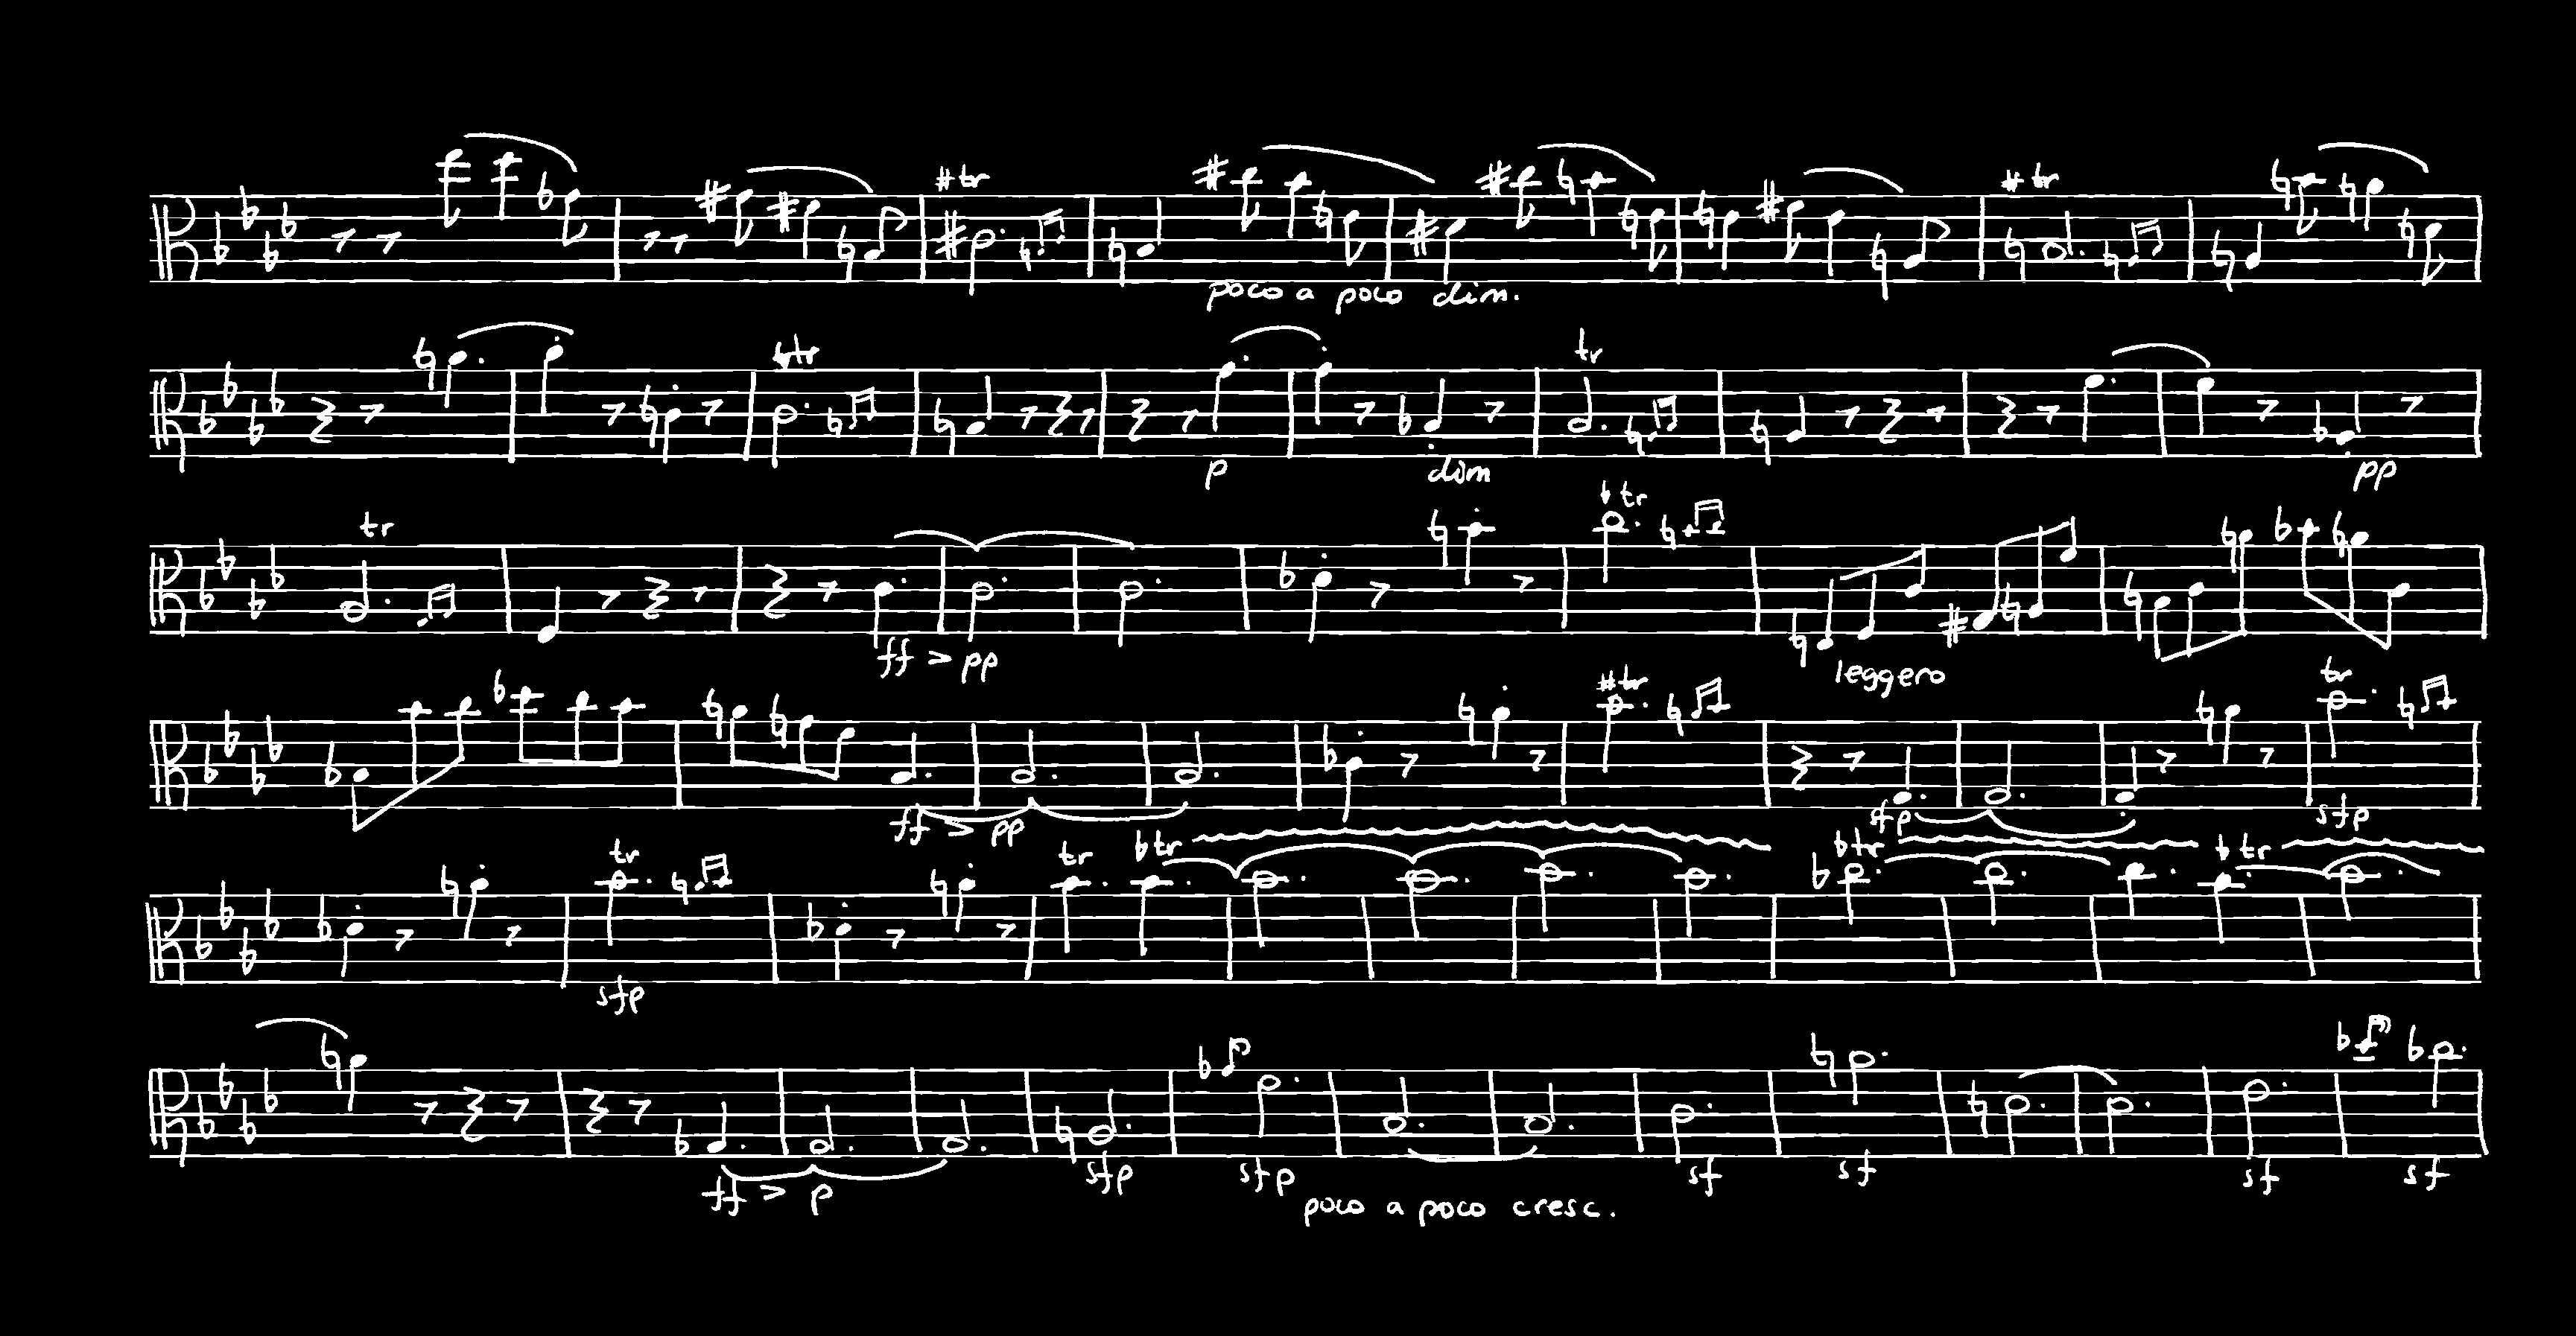 #tr #tr
poco a poco dim.
♮tr tr
p dim pp
tr ♭tr
ff > pp leggero
#tr tr
ff > pp sfp sfp
tr tr ♭tr ♭tr ♭tr
sfp
ff > p sfp sfp sf sf sf sf
poco a poco cresc.